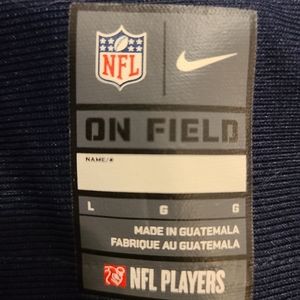 NFL
ON FIELD
NAME/#
L G G
MADE IN GUATEMALA
FABRIQUE AU GUATEMALA
NFL PLAYERS